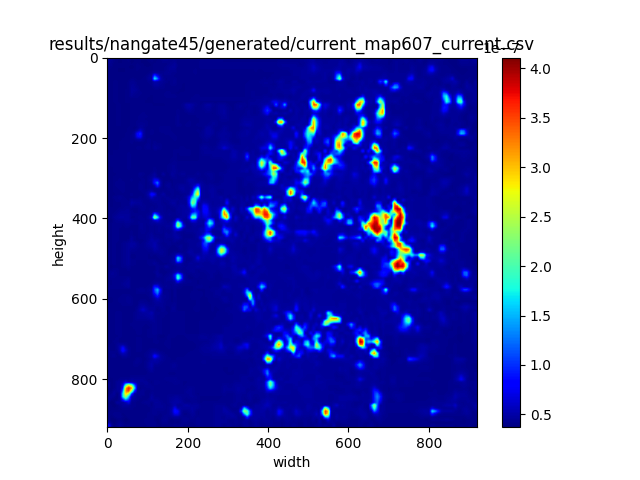 results/nangate45/generated/current_map607_current.csv
1e−7
0
200
400
600
800
height
0 200 400 600 800
width
4.0
3.5
3.0
2.5
2.0
1.5
1.0
0.5